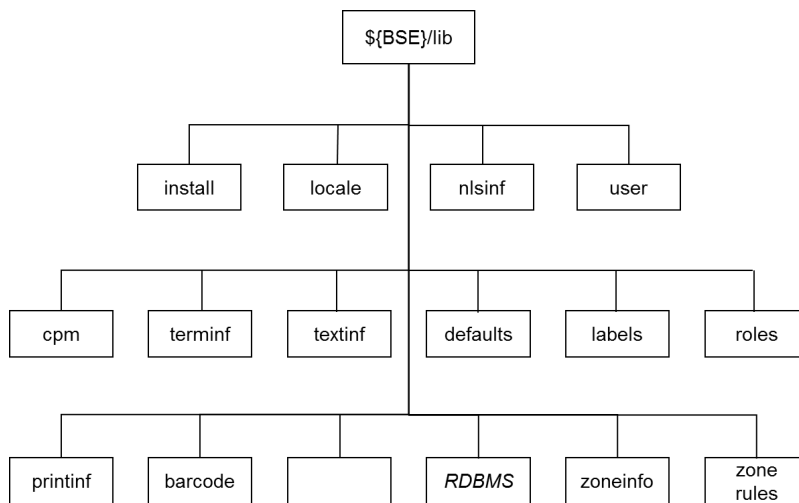 ${BSE}/lib
install
locale
nlsinf
user
cpm
terminf
textinf
defaults
labels
roles
printinf
barcode
RDBMS
zoneinfo
zone
rules